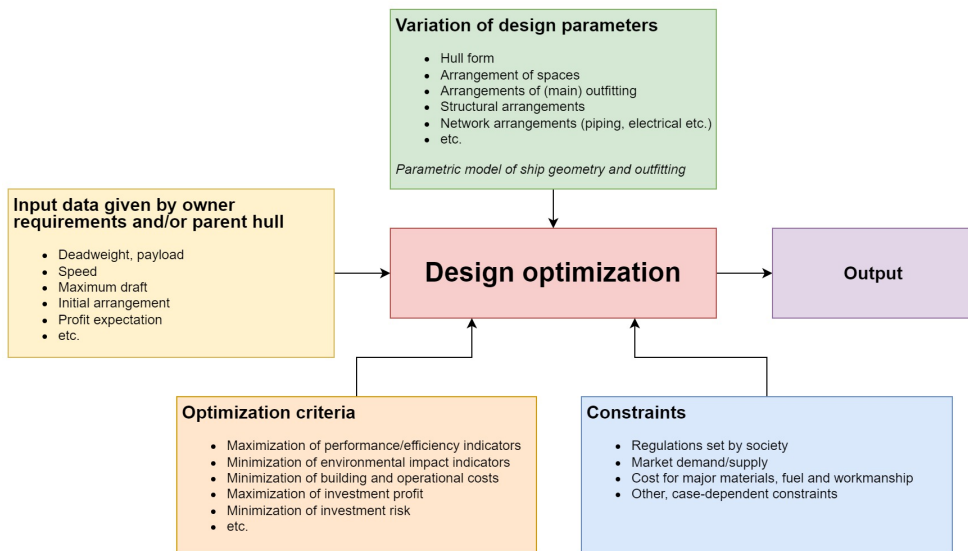 Variation of design parameters
• Hull form
• Arrangement of spaces
• Arrangements of (main) outfitting
• Structural arrangements
• Network arrangements (piping, electrical etc.)
• etc.
Parametric model of ship geometry and outfitting
Input data given by owner
requirements and/or parent hull
• Deadweight, payload
• Speed
• Maximum draft
• Initial arrangement
• Profit expectation
• etc.
Design optimization
Output
Optimization criteria
• Maximization of performance/efficiency indicators
• Minimization of environmental impact indicators
• Minimization of building and operational costs
• Maximization of investment profit
• Minimization of investment risk
• etc.
Constraints
• Regulations set by society
• Market demand/supply
• Cost for major materials, fuel and workmanship
• Other, case-dependent constraints